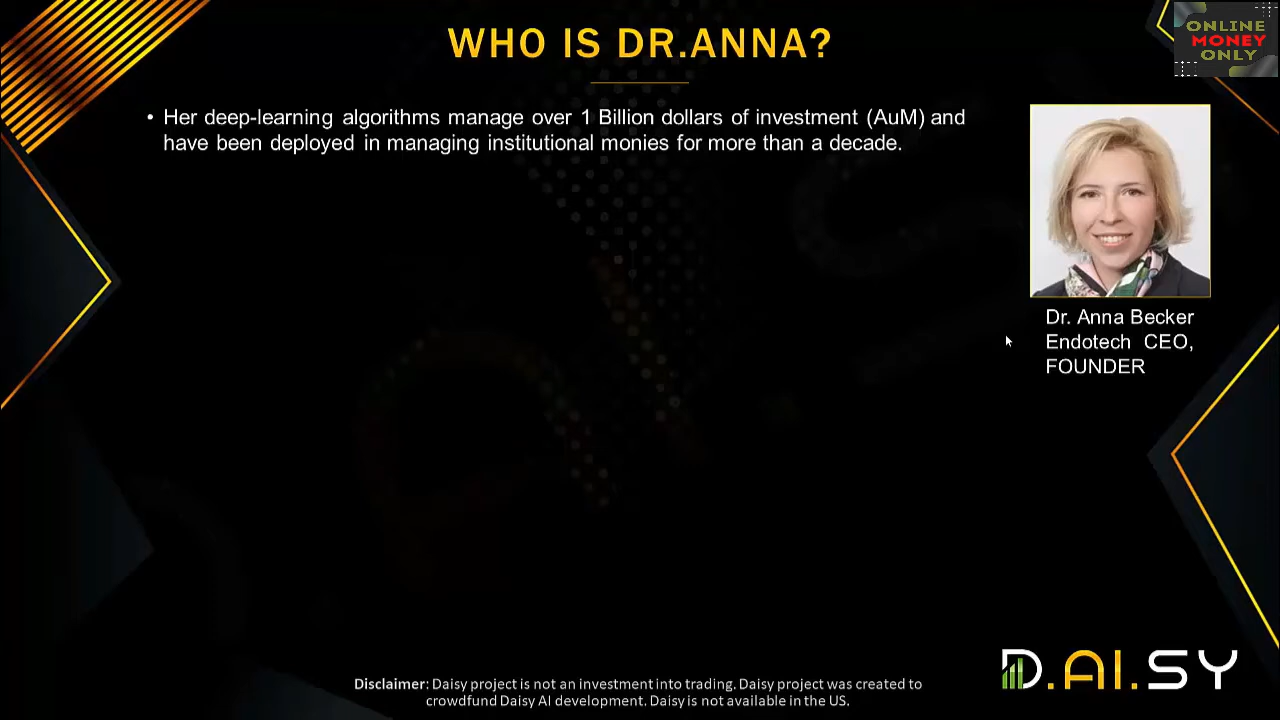 WHO IS DR.ANNA?
ONLINE
MONEY
ONLY
• Her deep-learning algorithms manage over 1 Billion dollars of investment (AuM) and
have been deployed in managing institutional monies for more than a decade.
Dr. Anna Becker
Endotech CEO,
FOUNDER
D.AI.SY
Disclaimer: Daisy project is not an investment into trading. Daisy project was created to
crowdfund Daisy AI development. Daisy is not available in the US.